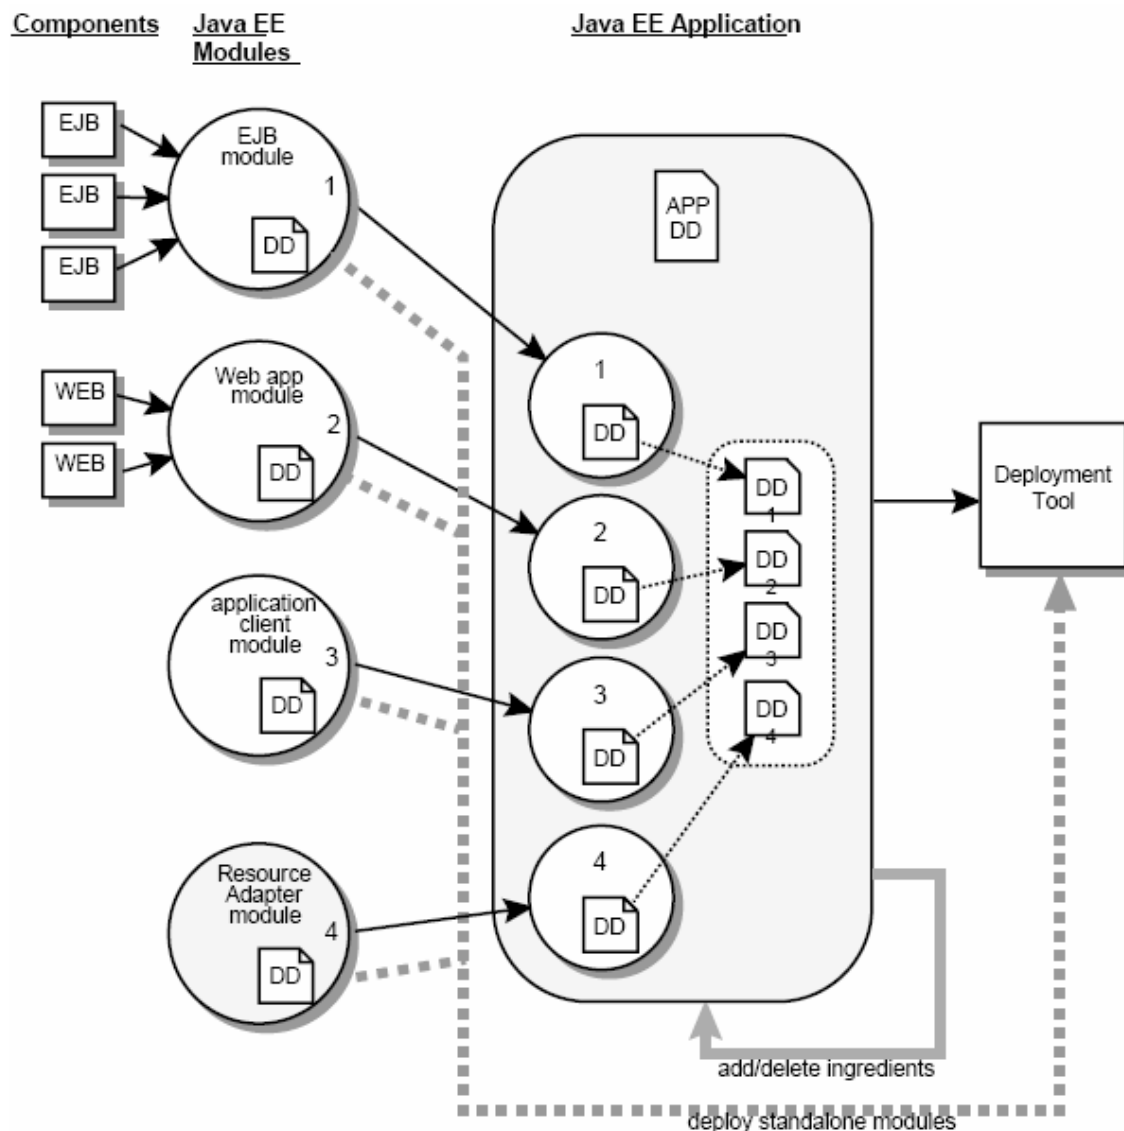 Components
Java EE
Modules
Java EE Application
EJB
EJB
EJB
EJB
module
1
DD
WEB
WEB
Web app
module
2
DD
application
client
module
3
DD
Resource
Adapter
module
4
DD
APP
DD
1
DD
2
DD
3
DD
4
DD
DD
1
DD
2
DD
3
DD
4
Deployment
Tool
add/delete ingredients
deploy standalone modules